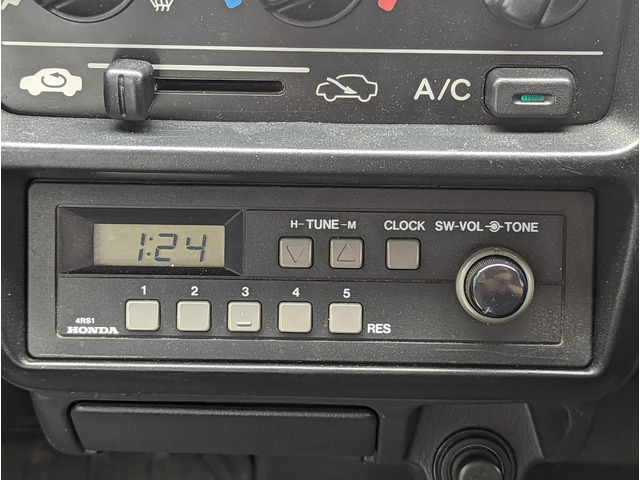 A/C
H-TUNE-M CLOCK SW-VOL TONE
1:24
1 2 3 4 5
RES
4RS1
HONDA